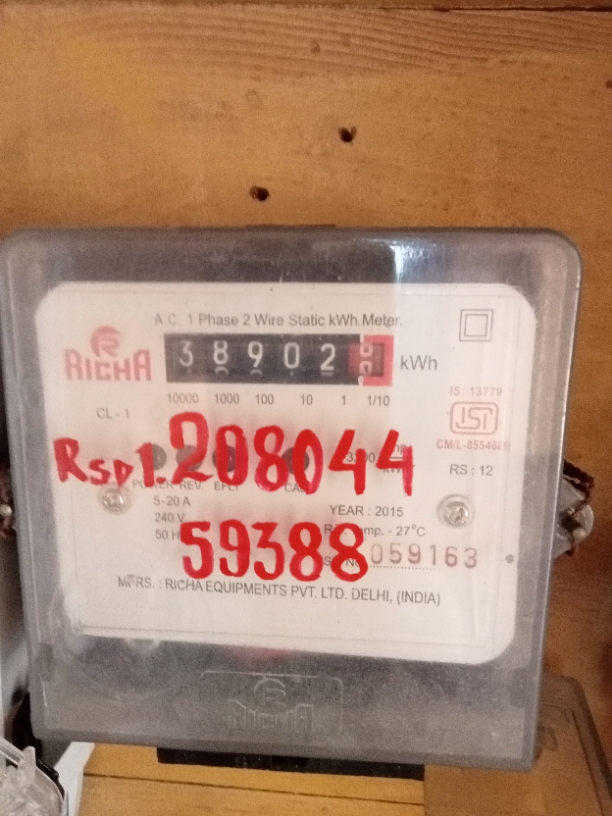 A.C. 1 Phase 2 Wire Static kWh Meter.
RICHA
38902
kWh
10000 1000 100 10 1 1/10
IS: 13779
ISI
CL-1
RS: 12
Rsp1.208044
5-20 A
240 V
YEAR: 2015
- 27°C
59388
059163
MFRS.: RICHA EQUIPMENTS PVT. LTD. DELHI, (INDIA)
RICHA